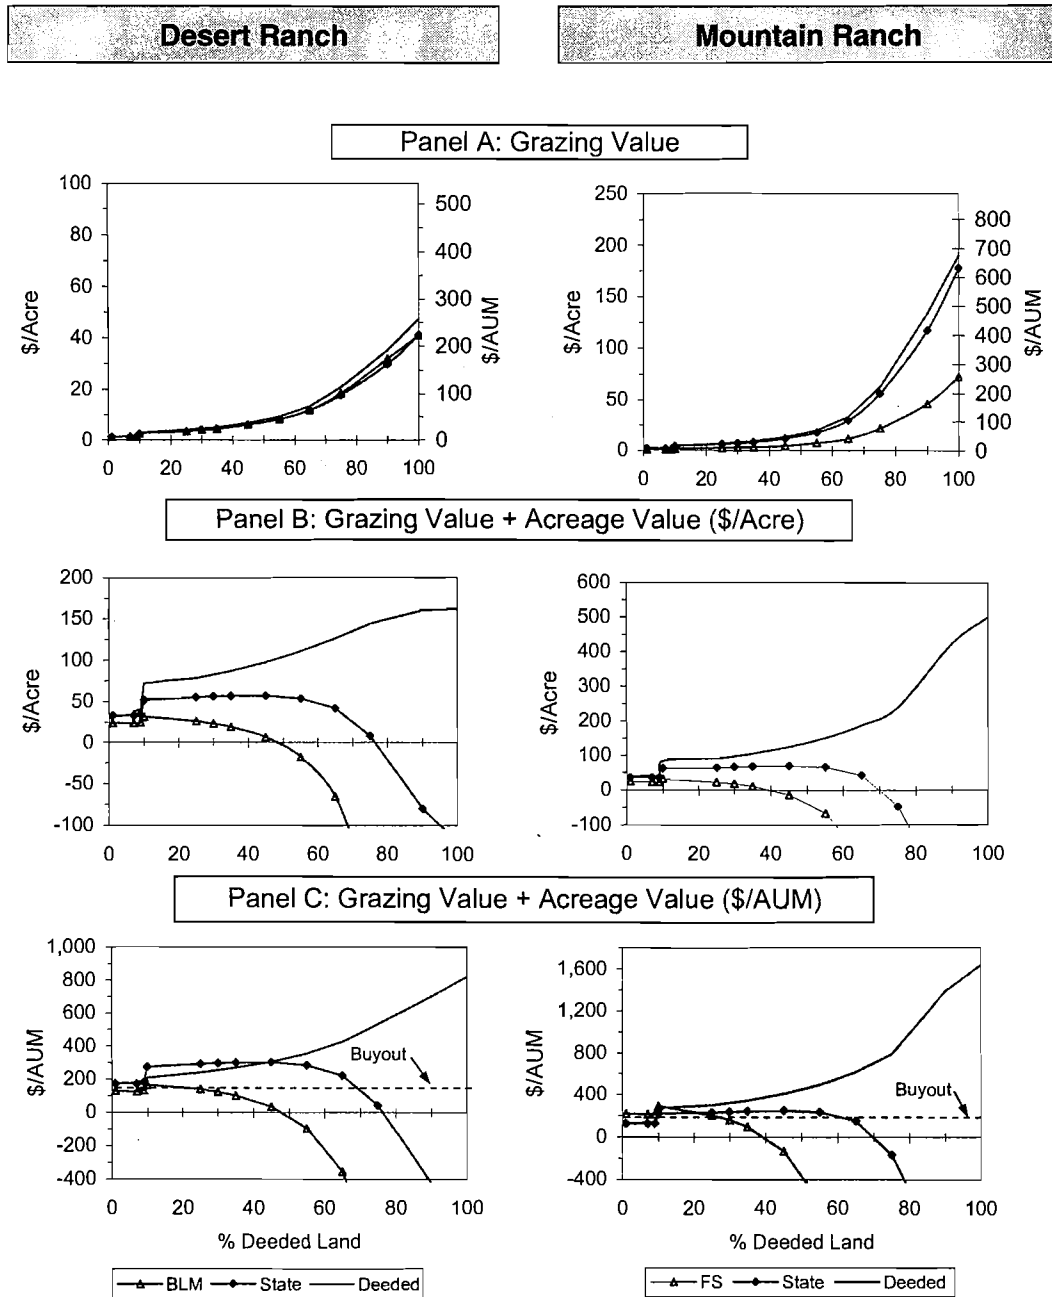 Desert Ranch
Mountain Ranch
Panel A: Grazing Value
100
80
60
40
20
0
$/Acre
500
400
300
200
100
0
$/AUM
0 20 40 60 80 100
250
200
150
100
50
0
$/Acre
800
700
600
500
400
300
200
100
0
$/AUM
0 20 40 60 80 100
Panel B: Grazing Value + Acreage Value ($/Acre)
200
150
100
50
0
-50
-100
$/Acre
0 20 40 60 80 100
600
500
400
300
200
100
0
-100
$/Acre
0 20 40 60 80 100
Panel C: Grazing Value + Acreage Value ($/AUM)
1,000
800
600
400
200
0
-200
-400
$/AUM
Buyout
0 20 40 60 80 100
% Deeded Land
BLM State Deeded
1,600
1,200
800
400
0
-400
$/AUM
Buyout
0 20 40 60 80 100
% Deeded Land
FS State Deeded